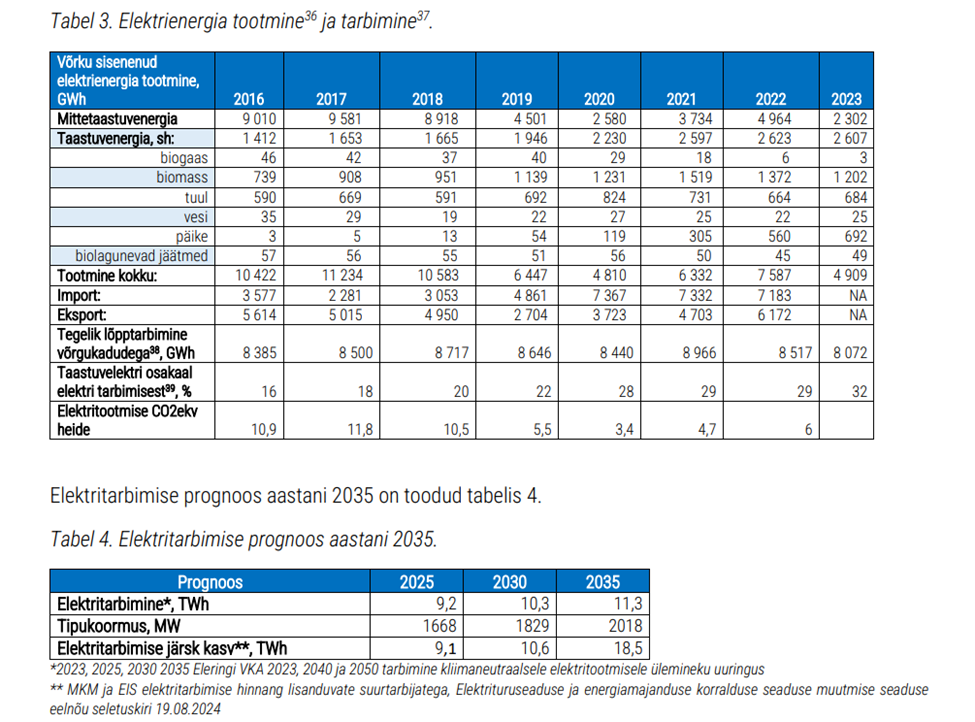 Tabel 3. Elektrienergia tootmine36 ja tarbimine37.
Võrku sisenenud
elektrienergia tootmine,
GWh 2016 2017 2018 2019 2020 2021 2022 2023
Mittetaastuvenergia 9 010 9 581 8 918 4 501 2 580 3 734 4 964 2 302
Taastuvenergia, sh: 1 412 1 653 1 665 1 946 2 230 2 597 2 623 2 607
biogaas 46 42 37 40 29 18 6 3
biomass 739 908 951 1 139 1 231 1 519 1 372 1 202
tuul 590 669 591 692 824 731 664 684
vesi 35 29 19 22 27 25 22 25
päike 3 5 13 54 119 305 560 692
biolagunevad jäätmed 57 56 55 51 56 50 45 49
Tootmine kokku: 10 422 11 234 10 583 6 447 4 810 6 332 7 587 4 909
Import: 3 577 2 281 3 053 4 861 7 367 7 332 7 183 NA
Eksport: 5 614 5 015 4 950 2 704 3 723 4 703 6 172 NA
Tegelik lõpptarbimine
võrgukadudega38, GWh 8 385 8 500 8 717 8 646 8 440 8 966 8 517 8 072
Taastuvelektri osakaal
elektri tarbimisest39, % 16 18 20 22 28 29 29 32
Elektritootmise CO2ekv
heide 10,9 11,8 10,5 5,5 3,4 4,7 6
Elektritarbimise prognoos aastani 2035 on toodud tabelis 4.
Tabel 4. Elektritarbimise prognoos aastani 2035.
Prognoos 2025 2030 2035
Elektritarbimine*, TWh 9,2 10,3 11,3
Tipukoormus, MW 1668 1829 2018
Elektritarbimise järsk kasv**, TWh 9,1 10,6 18,5
*2023, 2025, 2030 2035 Eleringi VKA 2023, 2040 ja 2050 tarbimine kliimaneutraalsele elektritootmisele ülemineku uuringus
** MKM ja EIS elektritarbimise hinnang lisanduvate suurtarbijatega, Elektrituruseaduse ja energiamajanduse korralduse seaduse muutmise seaduse
eelnõu seletuskiri 19.08.2024